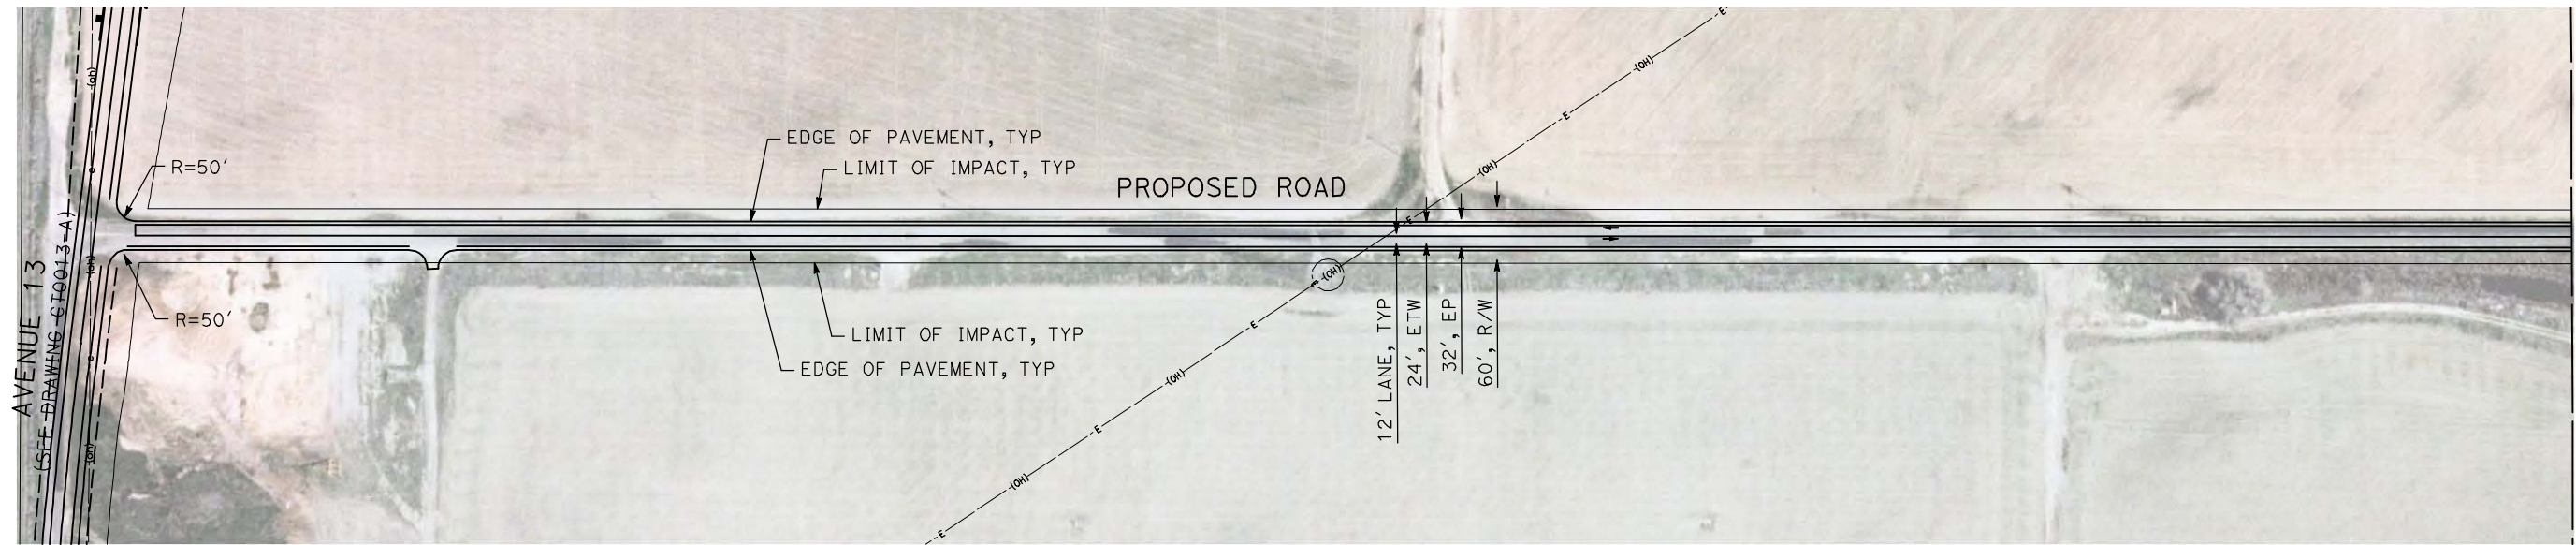 EDGE OF PAVEMENT, TYP
LIMIT OF IMPACT, TYP
R=50'
PROPOSED ROAD
AVENUE 13
(SEE DRAWING CT0013-A)
R=50'
LIMIT OF IMPACT, TYP
EDGE OF PAVEMENT, TYP
12' LANE, TYP
24', ETW
32', EP
60', R/W
E
(OH)
E
(OH)
E
(OH)
E
(OH)
E
(OH)
E
(OH)
(OH)
(OH)